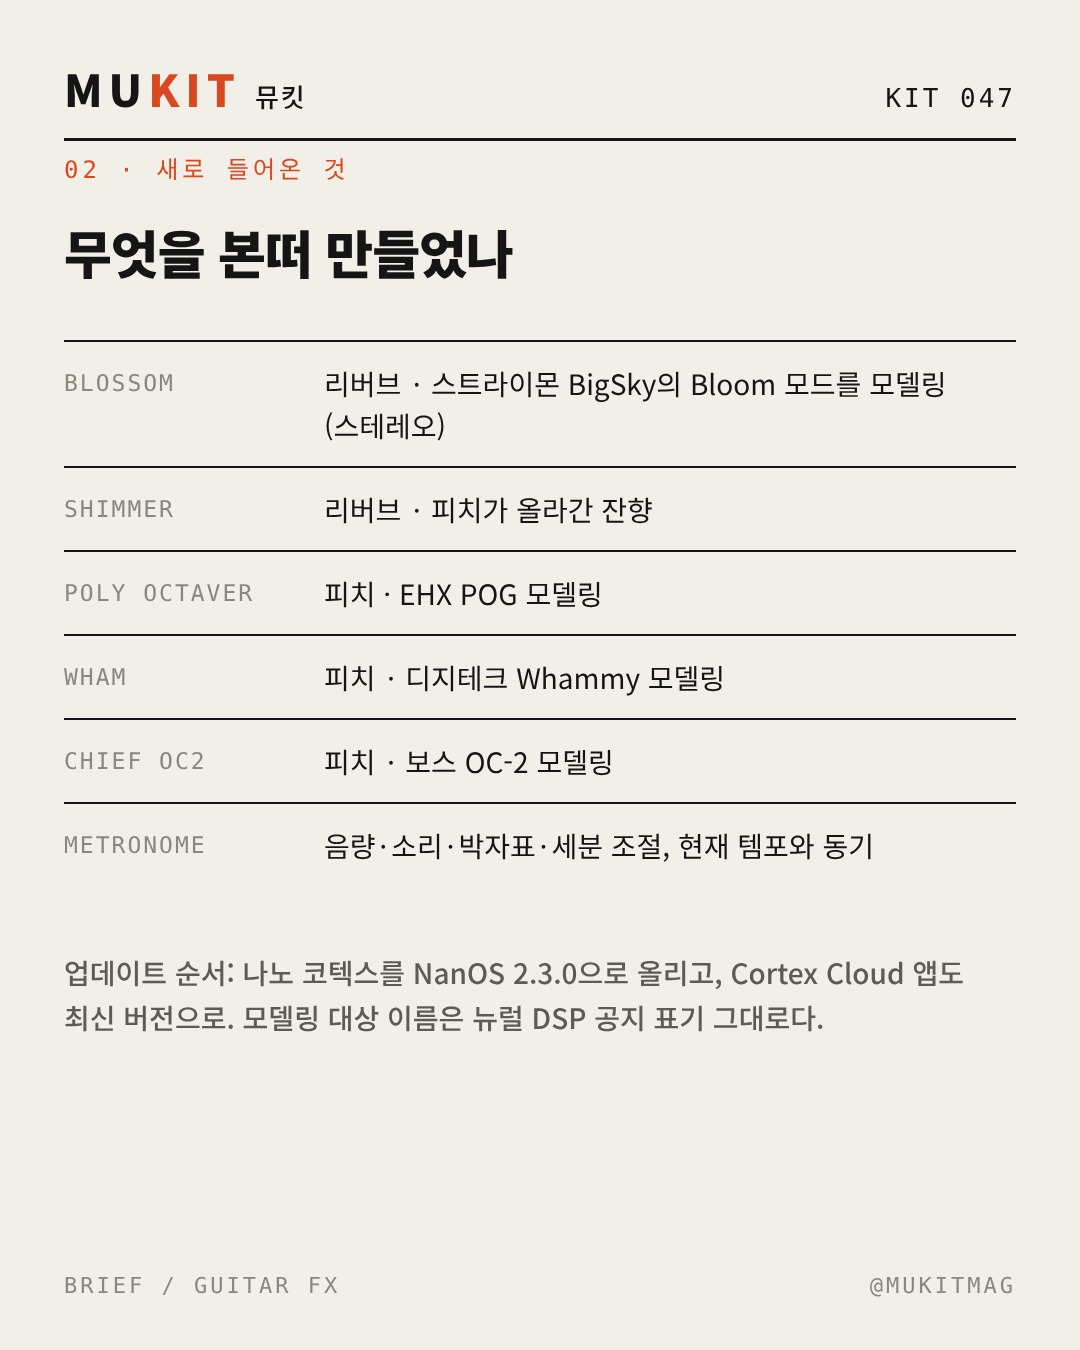 MUKIT 뮤킷
KIT 047
02 · 새로 들어온 것
무엇을 본떠 만들었나
BLOSSOM
리버브 · 스트라이몬 BigSky의 Bloom 모드를 모델링
(스테레오)
SHIMMER
리버브 · 피치가 올라간 잔향
POLY OCTAVER
피치 · EHX POG 모델링
WHAM
피치 · 디지테크 Whammy 모델링
CHIEF OC2
피치 · 보스 OC-2 모델링
METRONOME
음량·소리·박자표·세분 조절, 현재 템포와 동기
업데이트 순서: 나노 코텍스를 NanOS 2.3.0으로 올리고, Cortex Cloud 앱도
최신 버전으로. 모델링 대상 이름은 뉴럴 DSP 공지 표기 그대로다.
BRIEF / GUITAR FX
@MUKITMAG